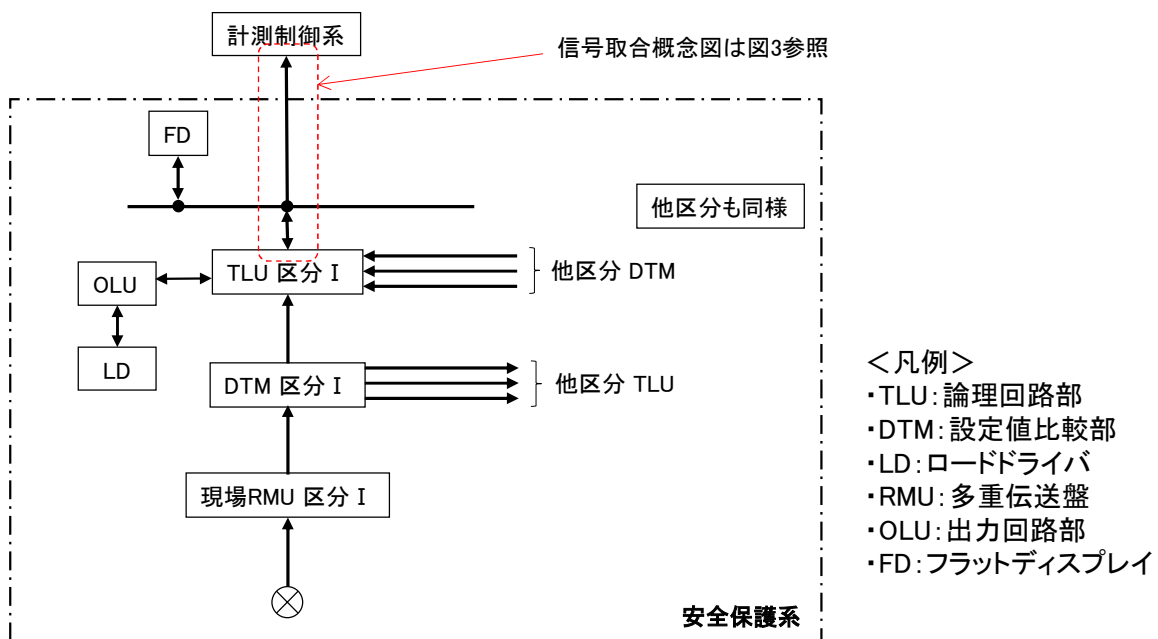 計測制御系
信号取合概念図は図3参照
FD
他区分も同様
TLU 区分Ⅰ
他区分 DTM
OLU
LD
DTM 区分Ⅰ
他区分 TLU
現場RMU 区分Ⅰ
安全保護系
＜凡例＞
・TLU：論理回路部
・DTM：設定値比較部
・LD：ロードドライバ
・RMU：多重伝送盤
・OLU：出力回路部
・FD：フラットディスプレイ